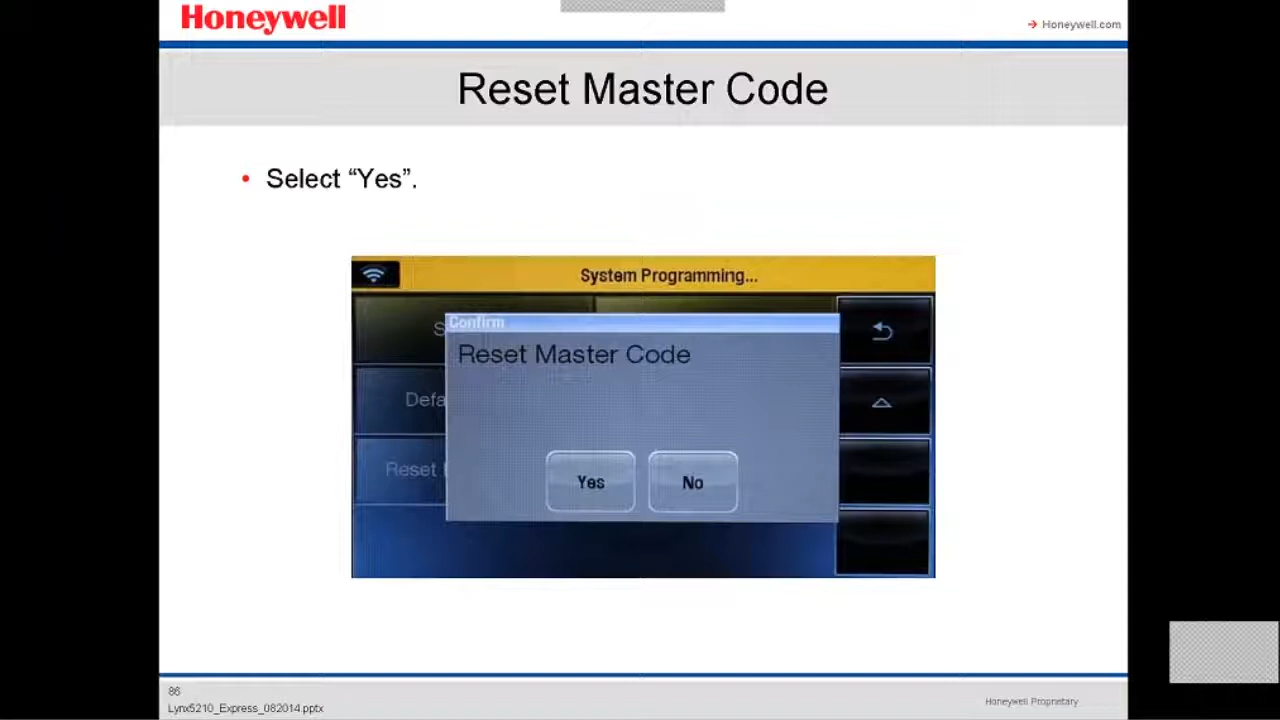 Honeywell
Honeywell.com
Reset Master Code
• Select “Yes”.
System Programming...
Confirm
Reset Master Code
Defa
Reset
Yes
No
86
Lynx5210_Express_082014.pptx
Honeywell Proprietary